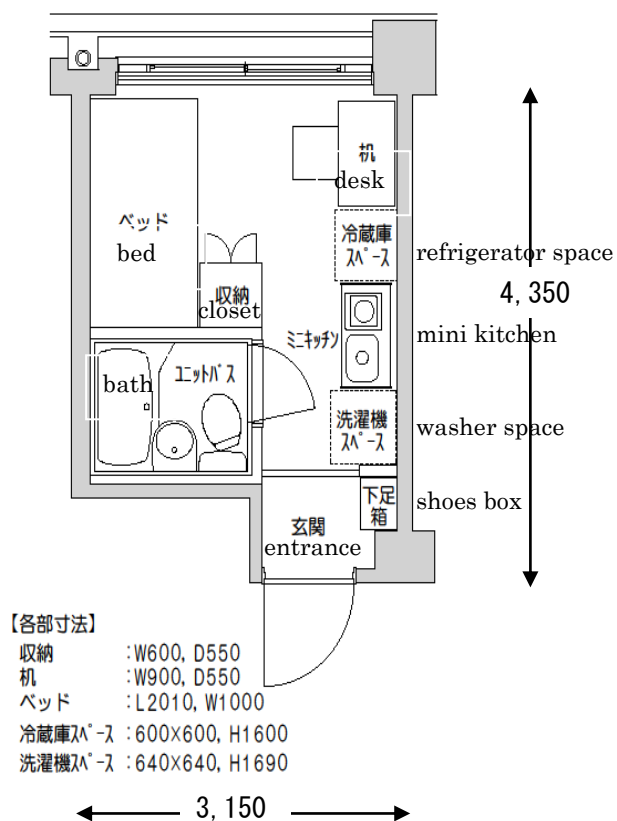 机
desk
ベッド
bed
冷蔵庫
スペース
refrigerator space
4,350
収納
closet
ミニキッチン
mini kitchen
ユニットバス
bath
洗濯機
スペース
washer space
下足
箱
shoes box
玄関
entrance
【各部寸法】
収納 :W600, D550
机 :W900, D550
ベッド :L2010, W1000
冷蔵庫スペース :600×600, H1600
洗濯機スペース :640×640, H1690
3,150